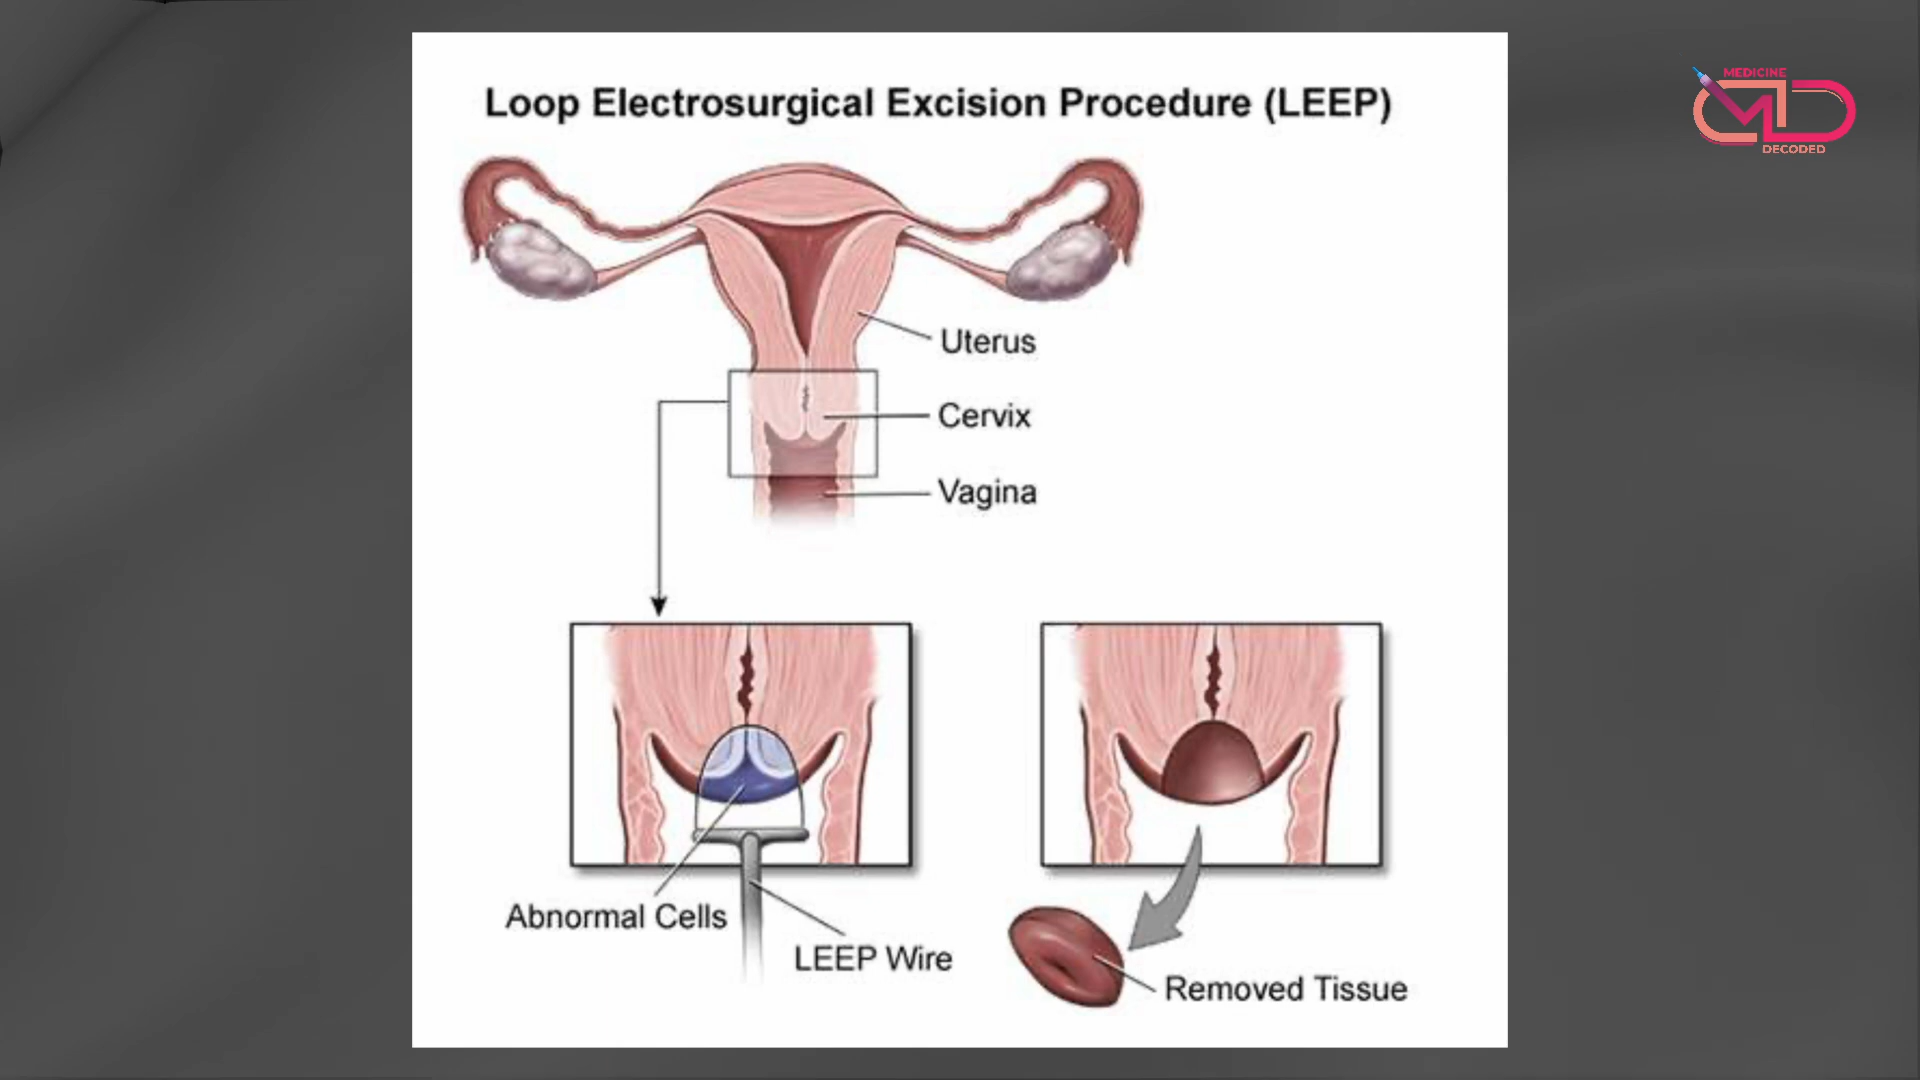 Loop Electrosurgical Excision Procedure (LEEP)
MEDICINE
DECODED
Uterus
Cervix
Vagina
Abnormal Cells
LEEP Wire
Removed Tissue